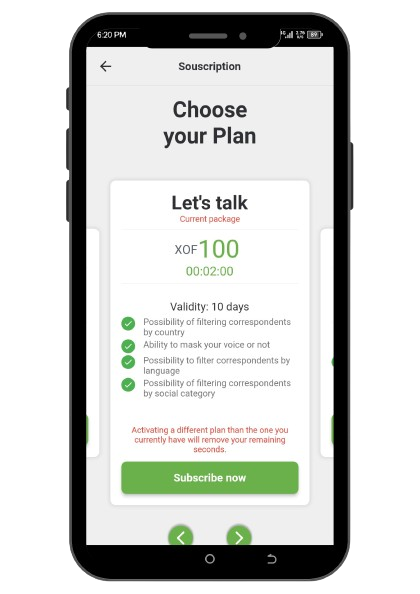 6:20 PM
Souscription
Choose
your Plan
Let's talk
Current package
XOF100
00:02:00
Validity: 10 days
Possibility of filtering correspondents
by country
Ability to mask your voice or not
Possibility to filter correspondents by
language
Possibility of filtering correspondents
by social category
Activating a different plan than the one you
currently have will remove your remaining
seconds.
Subscribe now